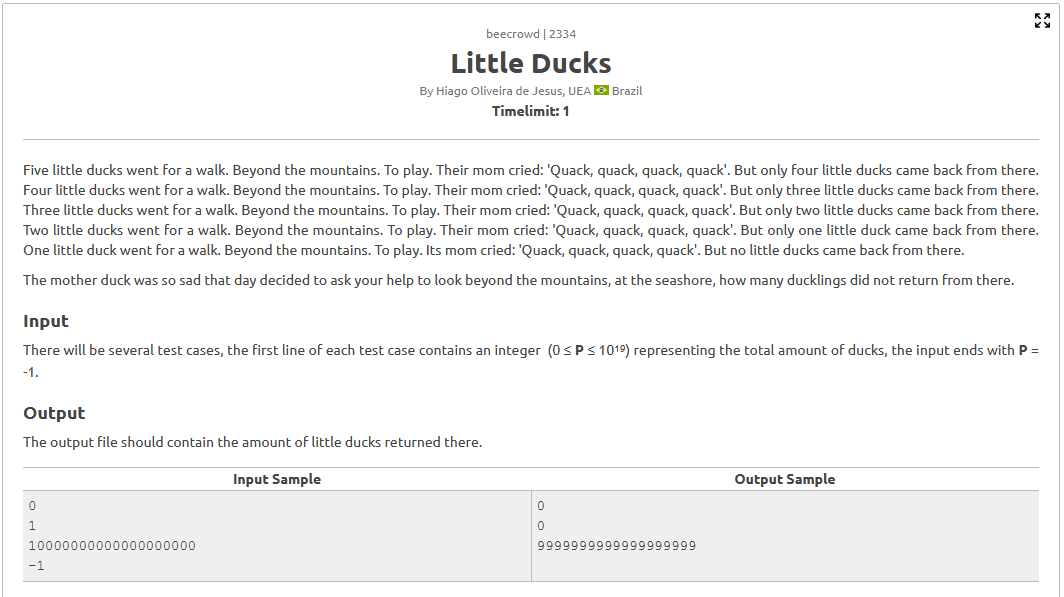 beecrowd | 2334
Little Ducks
By Hiago Oliveira de Jesus, UEA Brazil
Timelimit: 1
Five little ducks went for a walk. Beyond the mountains. To play. Their mom cried: 'Quack, quack, quack, quack'. But only four little ducks came back from there.
Four little ducks went for a walk. Beyond the mountains. To play. Their mom cried: 'Quack, quack, quack, quack'. But only three little ducks came back from there.
Three little ducks went for a walk. Beyond the mountains. To play. Their mom cried: 'Quack, quack, quack, quack'. But only two little ducks came back from there.
Two little ducks went for a walk. Beyond the mountains. To play. Their mom cried: 'Quack, quack, quack, quack'. But only one little duck came back from there.
One little duck went for a walk. Beyond the mountains. To play. Its mom cried: 'Quack, quack, quack, quack'. But no little ducks came back from there.
The mother duck was so sad that day decided to ask your help to look beyond the mountains, at the seashore, how many ducklings did not return from there.
Input
There will be several test cases, the first line of each test case contains an integer (0 ≤ P ≤ 10¹⁹) representing the total amount of ducks, the input ends with P =
-1.
Output
The output file should contain the amount of little ducks returned there.
Input Sample Output Sample
0 0
1 0
10000000000000000000 9999999999999999999
-1